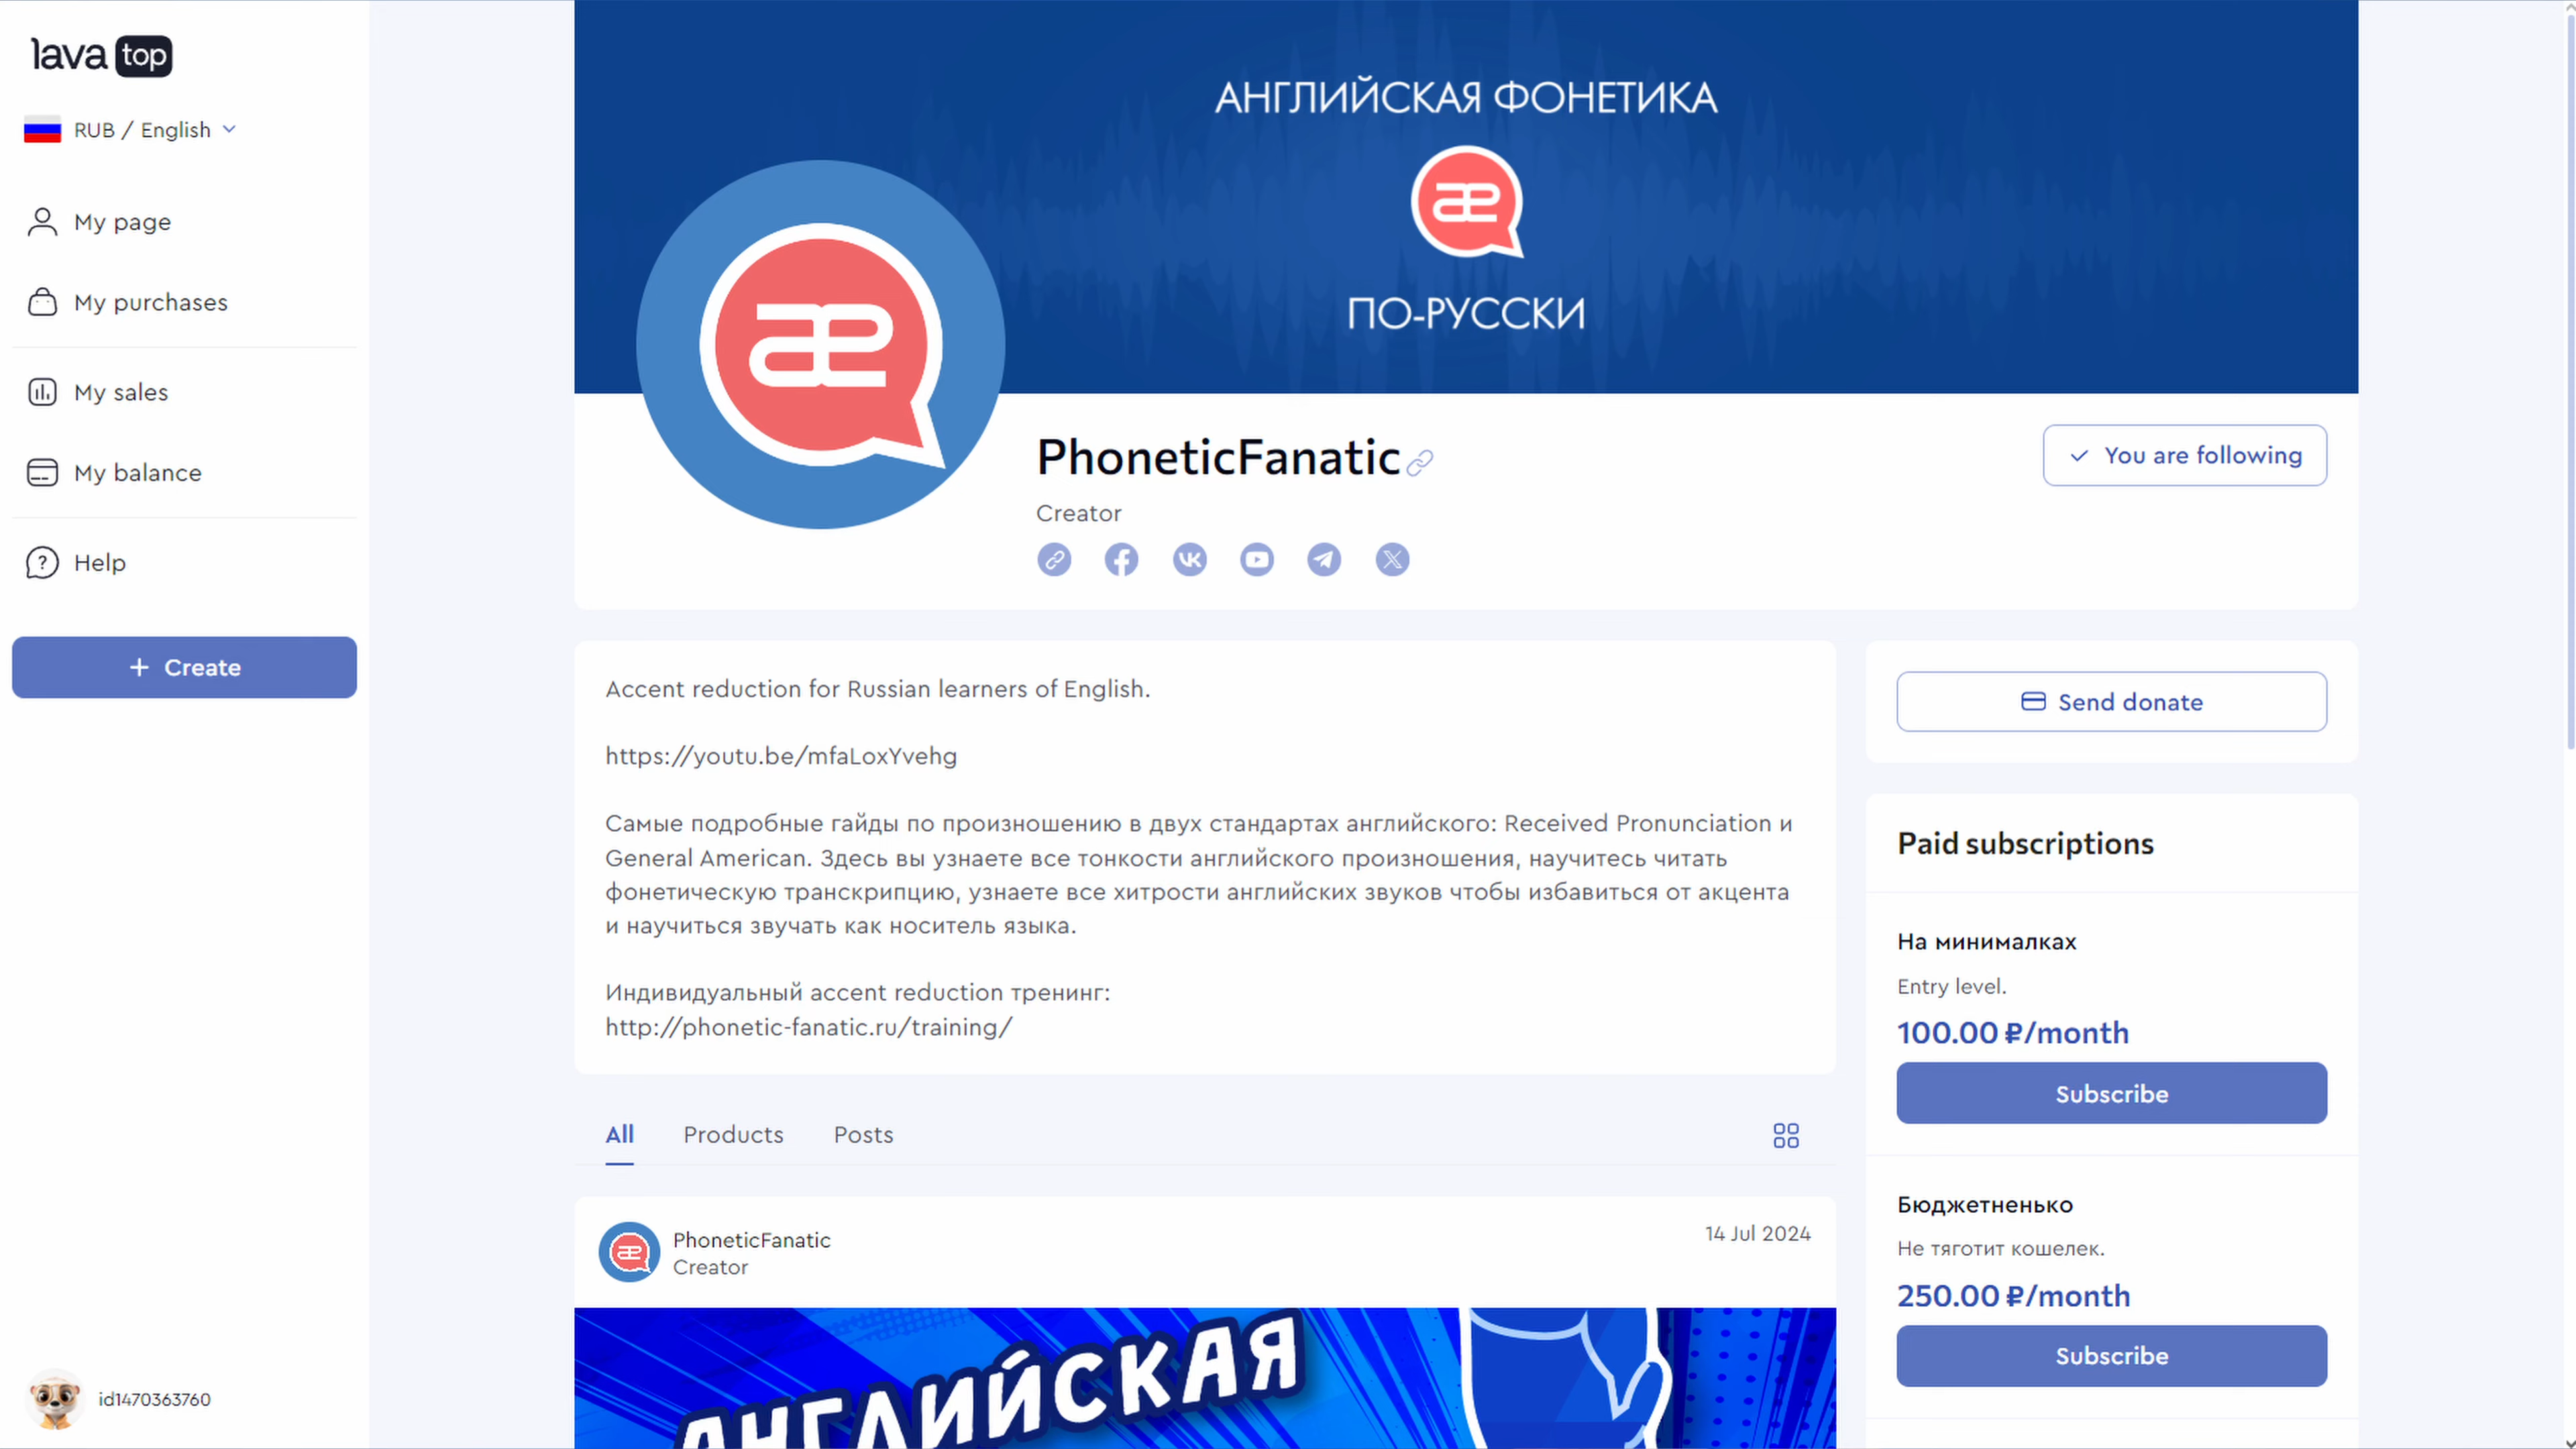 lava top
RUB / English
My page
My purchases
My sales
My balance
Help
+ Create
id1470363760
АНГЛИЙСКАЯ ФОНЕТИКА
æ
ПО-РУССКИ
æ
PhoneticFanatic
Creator
You are following
Accent reduction for Russian learners of English.
https://youtu.be/mfaLoxYvehg
Самые подробные гайды по произношению в двух стандартах английского: Received Pronunciation и
General American. Здесь вы узнаете все тонкости английского произношения, научитесь читать
фонетическую транскрипцию, узнаете все хитрости английских звуков чтобы избавиться от акцента
и научиться звучать как носитель языка.
Индивидуальный accent reduction тренинг:
http://phonetic-fanatic.ru/training/
All Products Posts
æ
PhoneticFanatic
Creator
14 Jul 2024
АНГЛИЙСКАЯ
Send donate
Paid subscriptions
На минималках
Entry level.
100.00 ₽/month
Subscribe
Бюджетненько
Не тяготит кошелек.
250.00 ₽/month
Subscribe